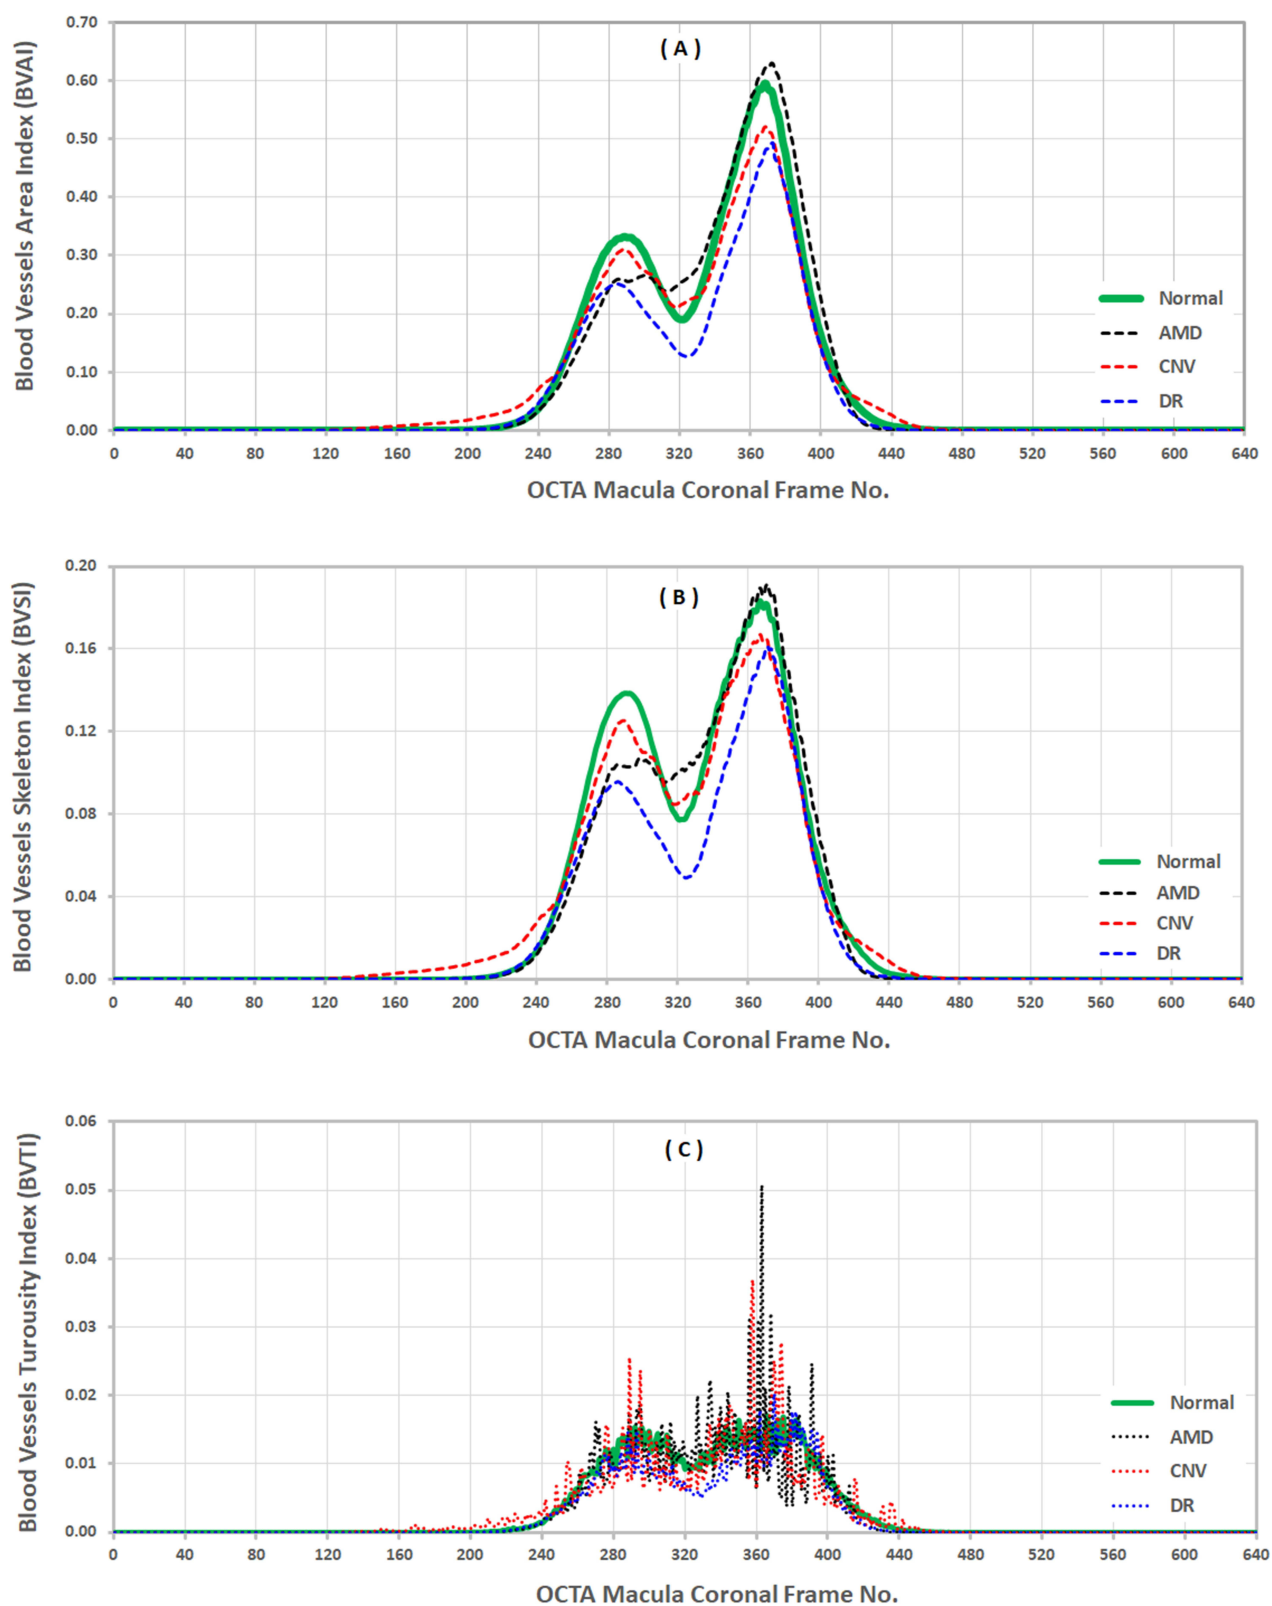 Blood Vessels Area Index (BVAI)
( A )
0.70
0.60
0.50
0.40
0.30
0.20
0.10
0.00
Normal
AMD
CNV
DR
0 40 80 120 160 200 240 280 320 360 400 440 480 520 560 600 640
OCTA Macula Coronal Frame No.
Blood Vessels Skeleton Index (BVSI)
( B )
0.20
0.16
0.12
0.08
0.04
0.00
Normal
AMD
CNV
DR
0 40 80 120 160 200 240 280 320 360 400 440 480 520 560 600 640
OCTA Macula Coronal Frame No.
Blood Vessels Turousity Index (BVTI)
( C )
0.06
0.05
0.04
0.03
0.02
0.01
0.00
Normal
AMD
CNV
DR
0 40 80 120 160 200 240 280 320 360 400 440 480 520 560 600 640
OCTA Macula Coronal Frame No.